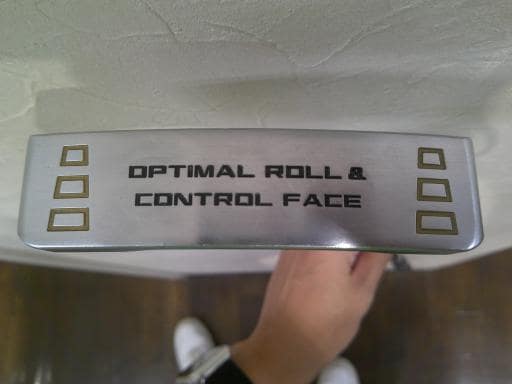 OPTIMAL ROLL &
CONTROL FACE